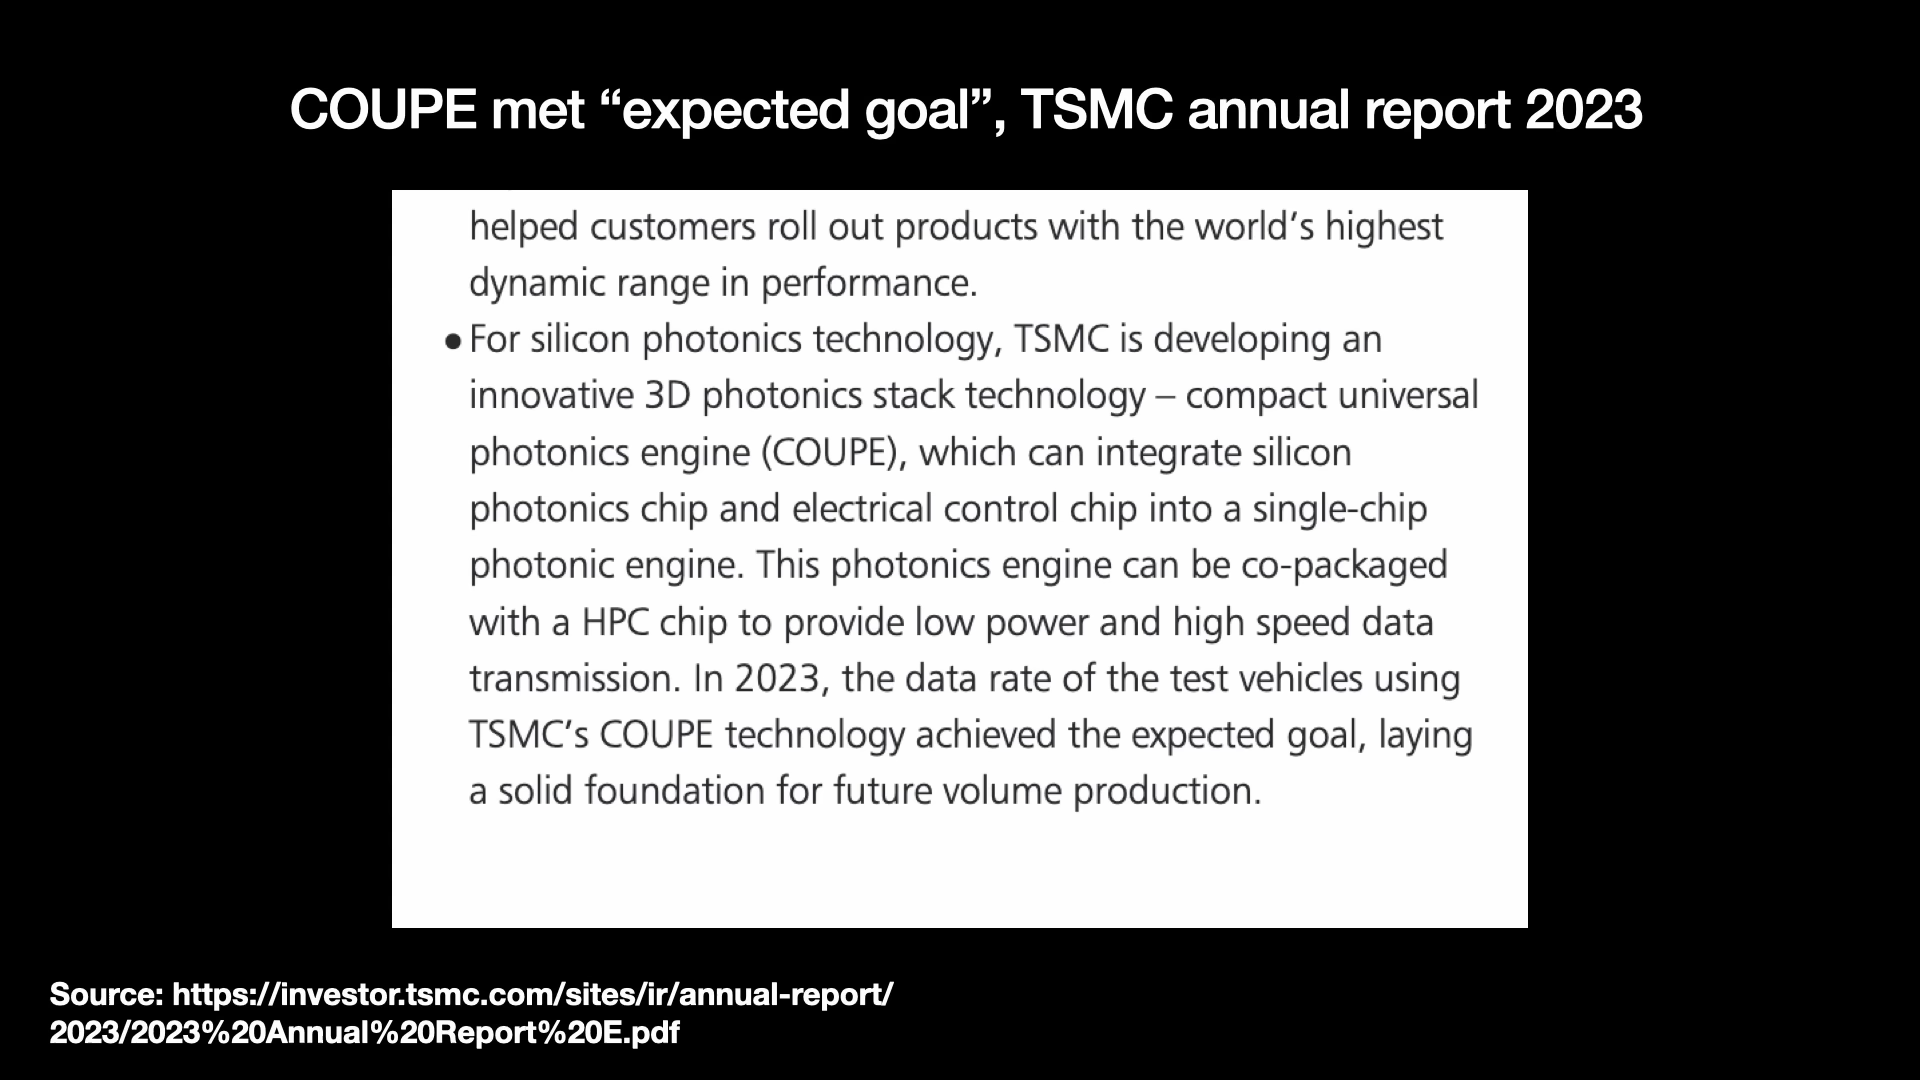 COUPE met “expected goal”, TSMC annual report 2023
helped customers roll out products with the world’s highest
dynamic range in performance.
● For silicon photonics technology, TSMC is developing an
innovative 3D photonics stack technology – compact universal
photonics engine (COUPE), which can integrate silicon
photonics chip and electrical control chip into a single-chip
photonic engine. This photonics engine can be co-packaged
with a HPC chip to provide low power and high speed data
transmission. In 2023, the data rate of the test vehicles using
TSMC’s COUPE technology achieved the expected goal, laying
a solid foundation for future volume production.
Source: https://investor.tsmc.com/sites/ir/annual-report/
2023/2023%20Annual%20Report%20E.pdf